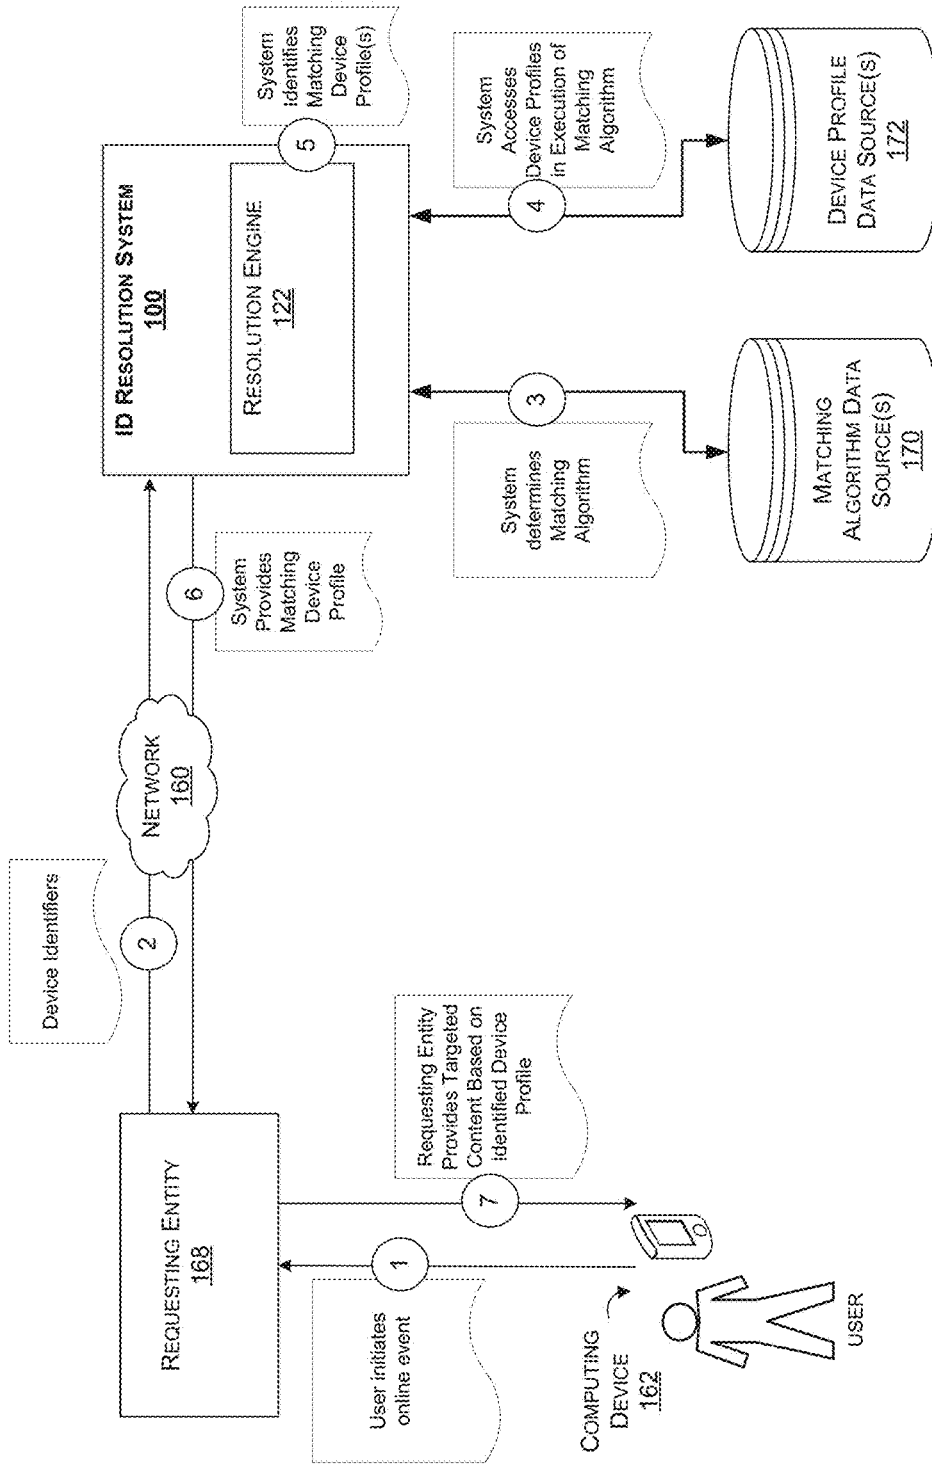 Device Identifiers
2
REQUESTING ENTITY
168
NETWORK
160
6
System
Provides
Matching
Device
Profile
ID RESOLUTION SYSTEM
100
RESOLUTION ENGINE
122
5
System
Identifies
Matching
Device
Profile(s)
User initiates
online event
1
7
Requesting Entity
Provides Targeted
Content Based on
Identified Device
Profile
System
determines
Matching
Algorithm
3
4
System
Accesses
Device Profiles
in Execution of
Matching
Algorithm
COMPUTING
DEVICE
162
USER
MATCHING
ALGORITHM DATA
SOURCE(S)
170
DEVICE PROFILE
DATA SOURCE(S)
172